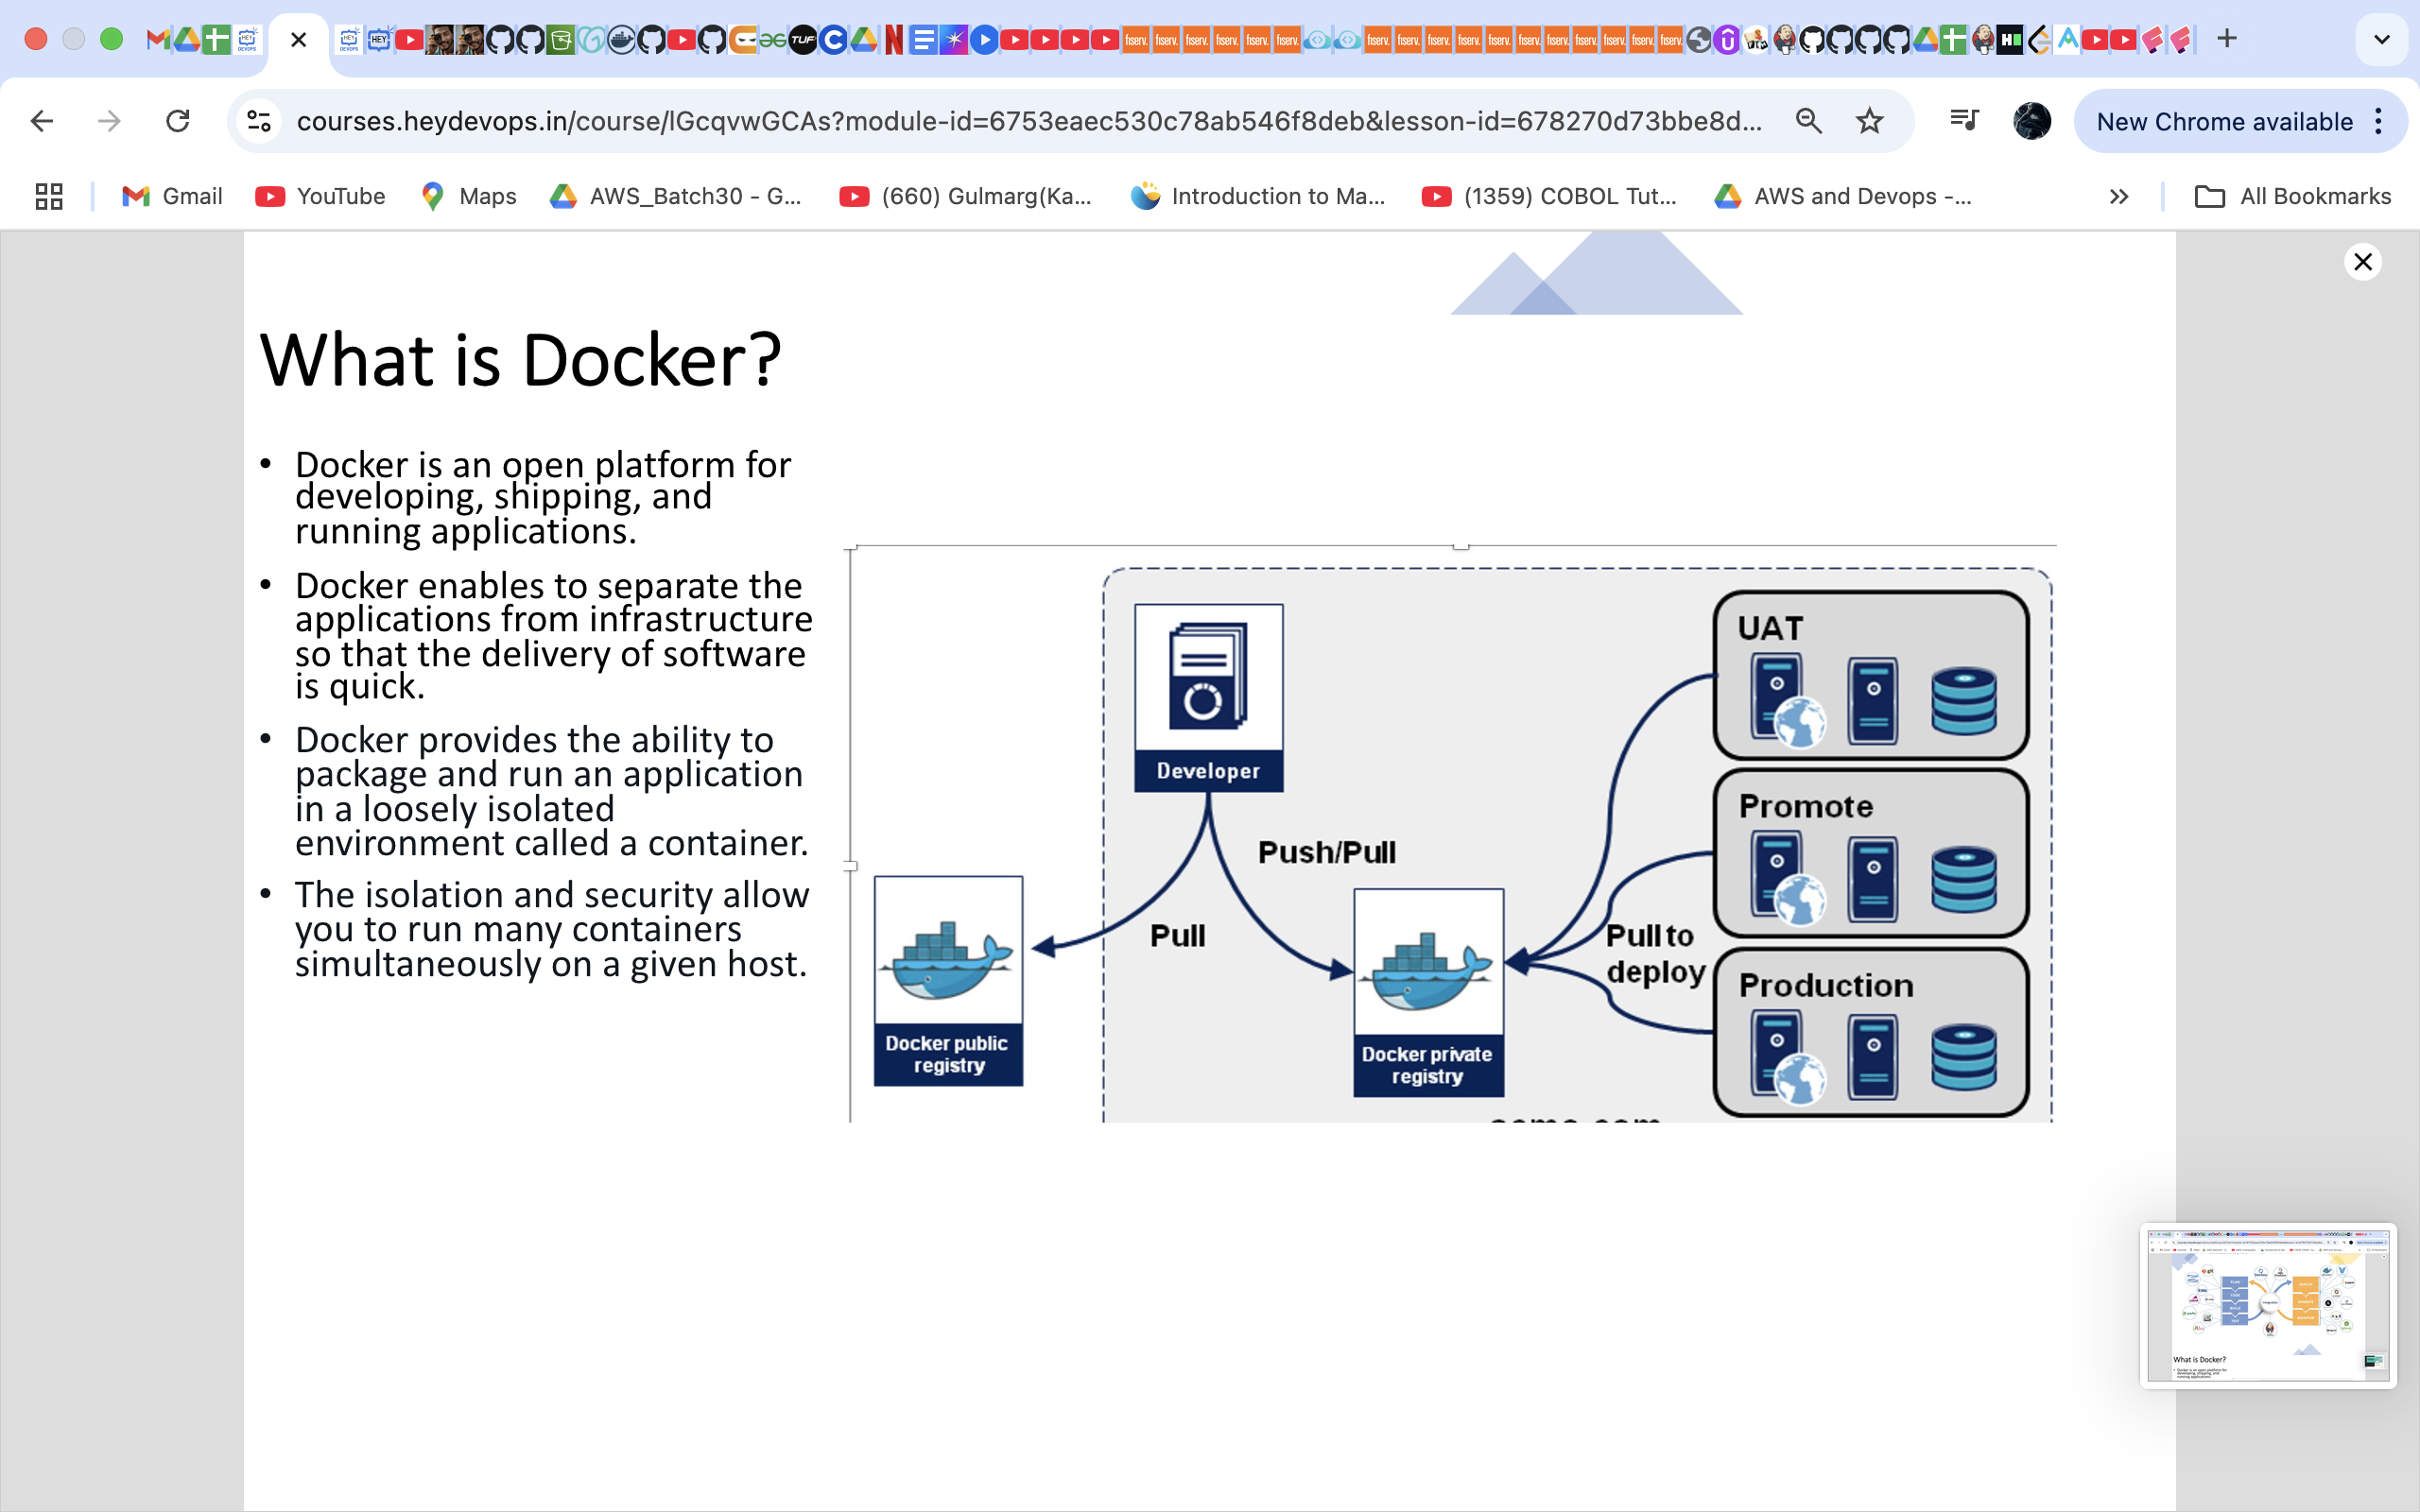 courses.heydevops.in/course/lGcqvwGCAs?module-id=6753eaec530c78ab546f8deb&lesson-id=678270d73bbe8d...
New Chrome available
Gmail
YouTube
Maps
AWS_Batch30 - G...
(660) Gulmarg(Ka...
Introduction to Ma...
(1359) COBOL Tut...
AWS and Devops -...
All Bookmarks
What is Docker?
• Docker is an open platform for
developing, shipping, and
running applications.
• Docker enables to separate the
applications from infrastructure
so that the delivery of software
is quick.
• Docker provides the ability to
package and run an application
in a loosely isolated
environment called a container.
• The isolation and security allow
you to run many containers
simultaneously on a given host.
Developer
Push/Pull
Pull
Docker public
registry
Docker private
registry
Pull to
deploy
UAT
Promote
Production
What is Docker?